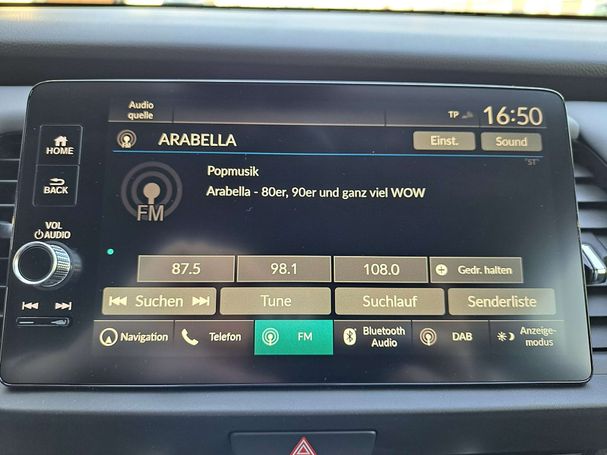 Audio
quelle
TP
16:50
HOME
ARABELLA
Einst.
Sound
"ST"
BACK
Popmusik
Arabella - 80er, 90er und ganz viel WOW
FM
VOL
AUDIO
87.5
98.1
108.0
Gedr. halten
Suchen
Tune
Suchlauf
Senderliste
Navigation
Telefon
FM
Bluetooth
Audio
DAB
Anzeige-
modus